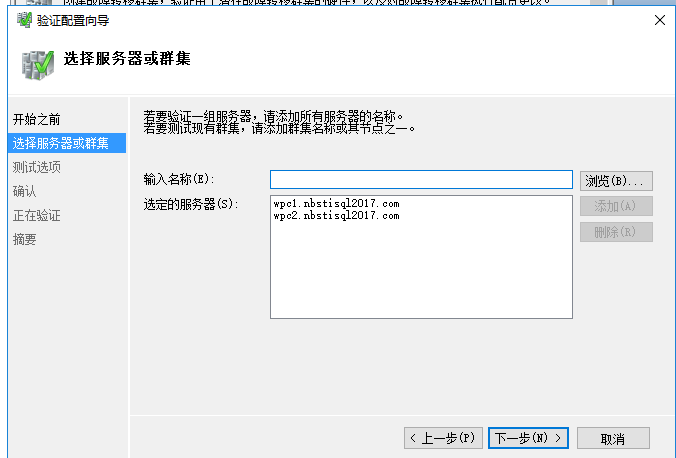 验证配置向导
选择服务器或群集
开始之前
选择服务器或群集
测试选项
确认
正在验证
摘要
若要验证一组服务器，请添加所有服务器的名称。
若要测试现有群集，请添加群集名称或其节点之一。
输入名称(E):
浏览(B)...
选定的服务器(S):
wpc1.nbstisql2017.com
wpc2.nbstisql2017.com
添加(A)
删除(R)
< 上一步(P)
下一步(N) >
取消